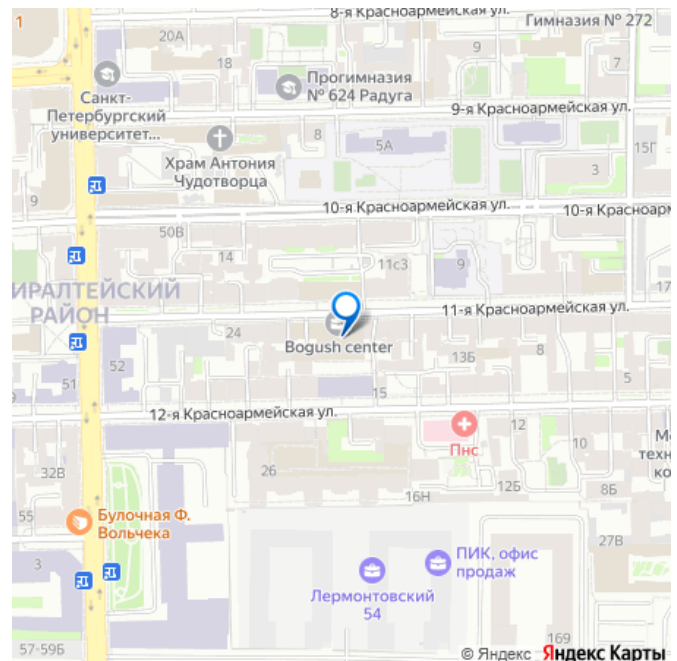 8-я Красноармейская ул.
Гимназия № 272
1
20А
18
9
7
Санкт-
Петербургский
университет...
Прогимназия
№ 624 Радуга
9-я Красноармейская ул.
8
5А
15Г
3
Храм Антония
Чудотворца
9
10-я Красноармейская ул.
10-я Красноарм
50В
14
11с3
9
17
ИРАЛТЕЙСКИЙ
РАЙОН
11-я Красноармейская ул.
24
Bogush center
13Б
8
52
51
15
5
12-я Красноармейская ул.
12
Пнс
10
техн
ко
32В
26
16Н
12Б
8Б
55
Булочная Ф.
Вольчека
27В
3
ПИК, офис
продаж
Лермонтовский
54
57-59Б
169
© Яндекс Яндекс Карты